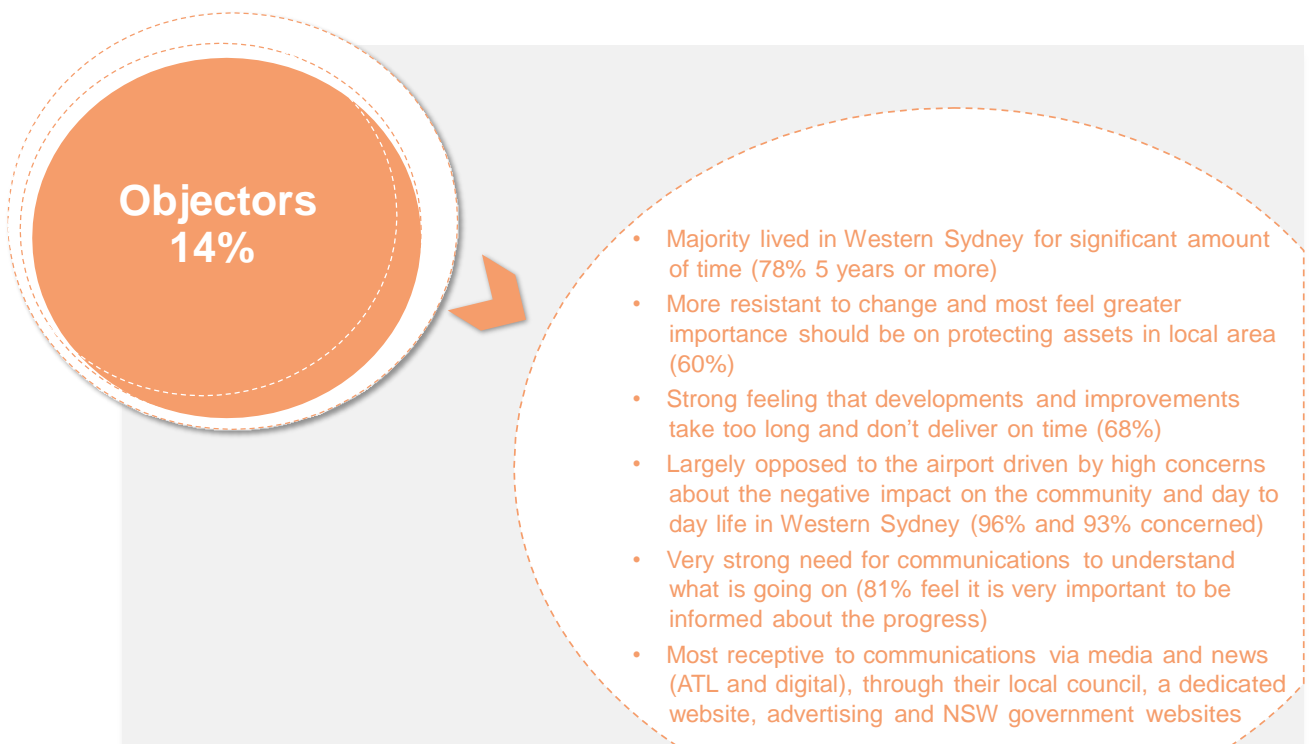 Objectors
14%
• Majority lived in Western Sydney for significant amount
of time (78% 5 years or more)
• More resistant to change and most feel greater
importance should be on protecting assets in local area
(60%)
• Strong feeling that developments and improvements
take too long and don’t deliver on time (68%)
• Largely opposed to the airport driven by high concerns
about the negative impact on the community and day to
day life in Western Sydney (96% and 93% concerned)
• Very strong need for communications to understand
what is going on (81% feel it is very important to be
informed about the progress)
• Most receptive to communications via media and news
(ATL and digital), through their local council, a dedicated
website, advertising and NSW government websites